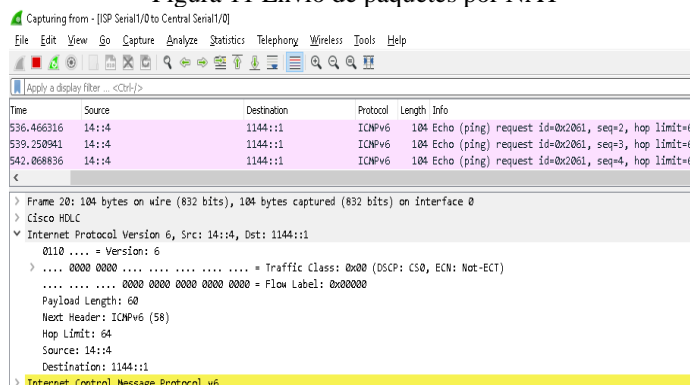 Figura 11 Envío de paquetes por NAT
Capturing from - [ISP Serial1/0 to Central Serial1/0]
File Edit View Go Capture Analyze Statistics Telephony Wireless Tools Help
Apply a display filter ... <Ctrl-/>
Time Source Destination Protocol Length Info
536.466316 14::4 1144::1 ICMPv6 104 Echo (ping) request id=0x2061, seq=2, hop limit=6
539.250941 14::4 1144::1 ICMPv6 104 Echo (ping) request id=0x2061, seq=3, hop limit=6
542.068836 14::4 1144::1 ICMPv6 104 Echo (ping) request id=0x2061, seq=4, hop limit=6
> Frame 20: 104 bytes on wire (832 bits), 104 bytes captured (832 bits) on interface 0
> Cisco HDLC
Internet Protocol Version 6, Src: 14::4, Dst: 1144::1
0110 .... = Version: 6
> .... 0000 0000 .... .... .... .... .... = Traffic Class: 0x00 (DSCP: CS0, ECN: Not-ECT)
.... .... .... 0000 0000 0000 0000 0000 = Flow Label: 0x00000
Payload Length: 60
Next Header: ICMPv6 (58)
Hop Limit: 64
Source: 14::4
Destination: 1144::1
> Internet Control Message Protocol v6